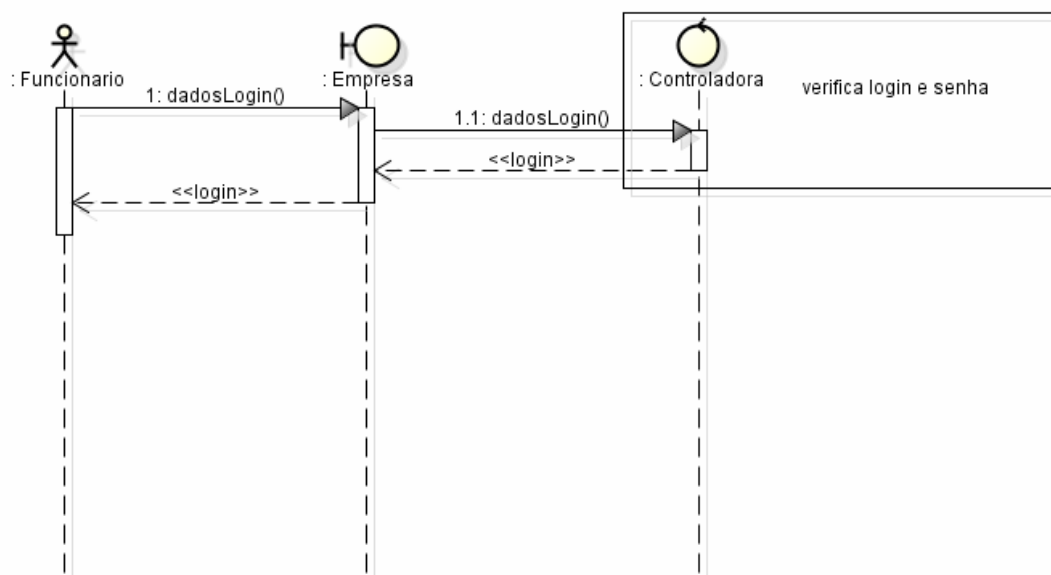 : Funcionario
: Empresa
: Controladora
verifica login e senha
1: dadosLogin()
1.1: dadosLogin()
<<login>>
<<login>>